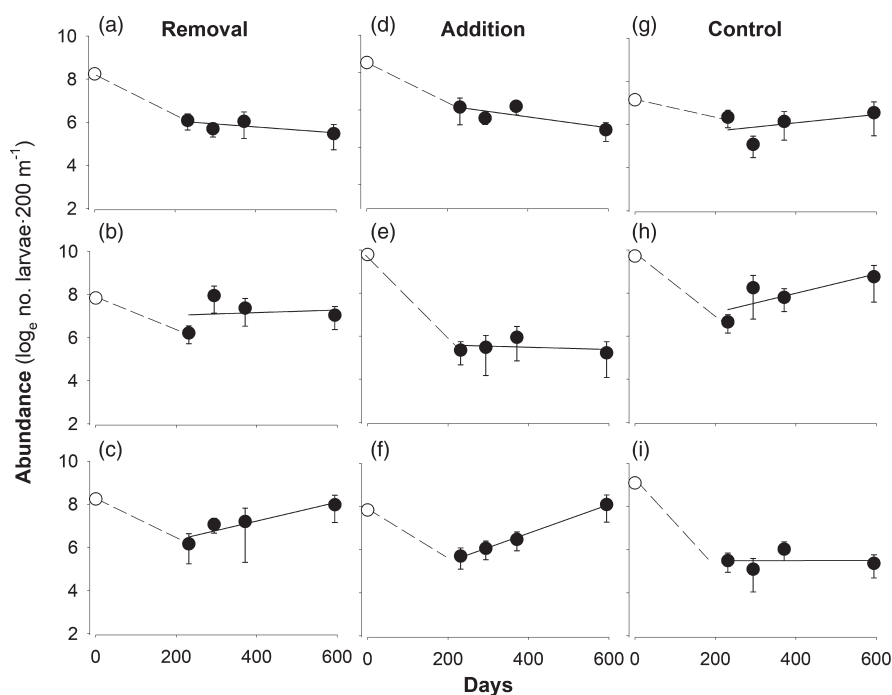 (a) Removal (d) Addition (g) Control
10
8
6
4
2
(b) (e) (h)
10
8
6
4
2
(c) (f) (i)
10
8
6
4
2
0 200 400 600 0 200 400 600 0 200 400 600
Days
Abundance (logₑ no. larvae·200 m⁻¹)